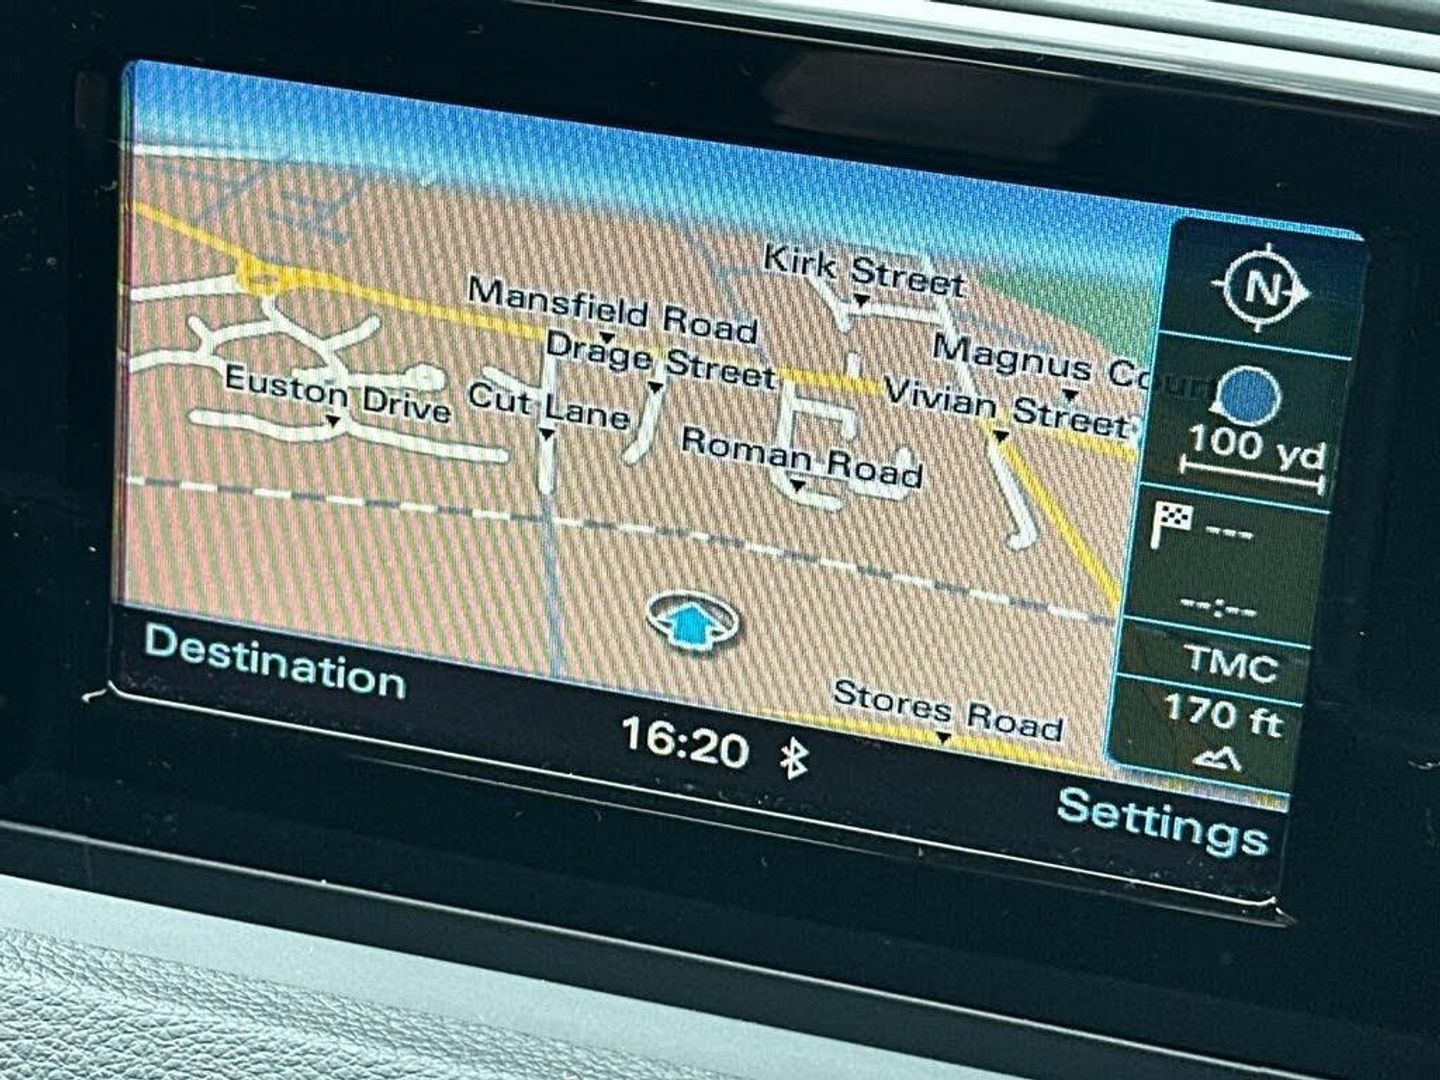 N
Kirk Street
Mansfield Road
Drage Street
Magnus Court
Euston Drive
Cut Lane
Vivian Street
Roman Road
100 yd
---
--:--
TMC
170 ft
Stores Road
Destination
16:20
Settings